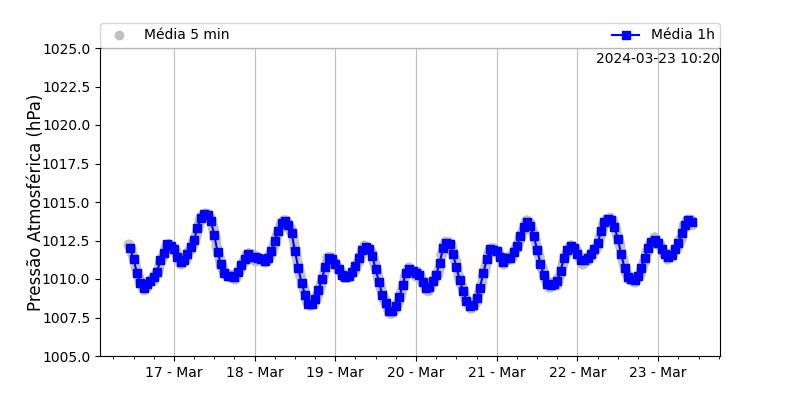 Média 5 min
Média 1h
2024-03-23 10:20
Pressão Atmosférica (hPa)
1025.0
1022.5
1020.0
1017.5
1015.0
1012.5
1010.0
1007.5
1005.0
17 - Mar
18 - Mar
19 - Mar
20 - Mar
21 - Mar
22 - Mar
23 - Mar